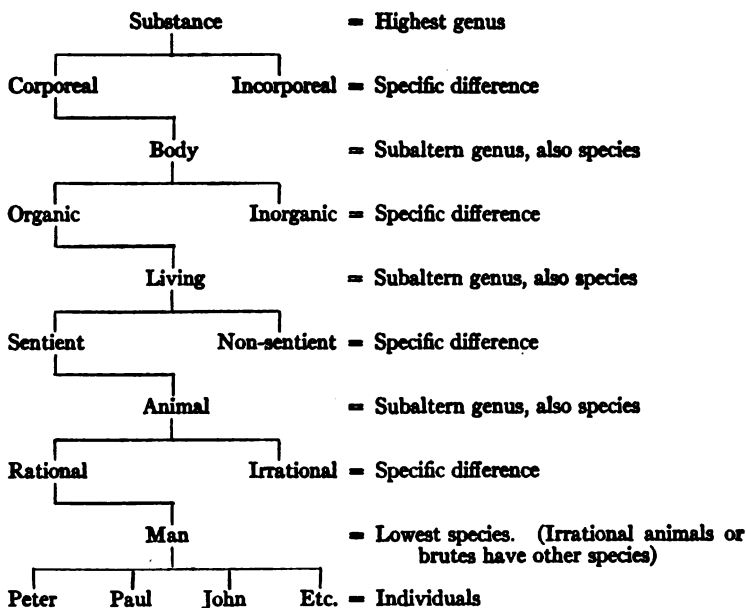 Substance = Highest genus
Corporeal Incorporeal = Specific difference
Body = Subaltern genus, also species
Organic Inorganic = Specific difference
Living = Subaltern genus, also species
Sentient Non-sentient = Specific difference
Animal = Subaltern genus, also species
Rational Irrational = Specific difference
Man = Lowest species. (Irrational animals or
brutes have other species)
Peter Paul John Etc. = Individuals